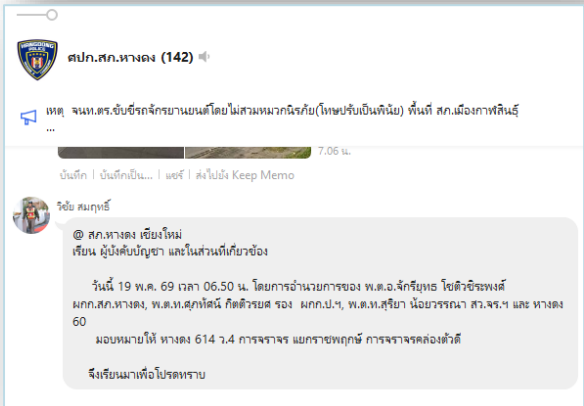 HANGDONG
POLICE
ศปก.สภ.หางดง (142)
เหตุ จนท.ตร.ขับขี่รถจักรยานยนต์โดยไม่สวมหมวกนิรภัย(โทษปรับเป็นพินัย) พื้นที่ สภ.เมืองกาฬสินธุ์
...
7.06 น.
บันทึก | บันทึกเป็น... | แชร์ | ส่งไปยัง Keep Memo
วิชัย สมฤทธิ์
@ สภ.หางดง เชียงใหม่
เรียน ผู้บังคับบัญชา และในส่วนที่เกี่ยวข้อง
วันนี้ 19 พ.ค. 69 เวลา 06.50 น. โดยการอำนวยการของ พ.ต.อ.จักรียุทธ โชติวชิระพงศ์
ผกก.สภ.หางดง, พ.ต.ท.ศุภทัศน์ กิตติวรยศ รอง ผกก.ป.ฯ, พ.ต.ท.สุริยา น้อยวรรณา สว.จร.ฯ และ หางดง
60
มอบหมายให้ หางดง 614 ว.4 การจราจร แยกราชพฤกษ์ การจราจรคล่องตัวดี
จึงเรียนมาเพื่อโปรดทราบ